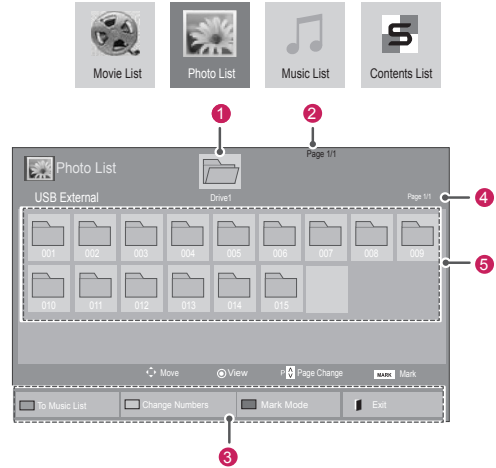 Movie List
Photo List
Music List
S
Contents List
1
2
Page 1/1
Photo List
USB External
Drive1
Page 1/1
4
001 002 003 004 005 006 007 008 009
5
010 011 012 013 014 015
Move
View
P Page Change
MARK Mark
To Music List
Change Numbers
Mark Mode
Exit
3